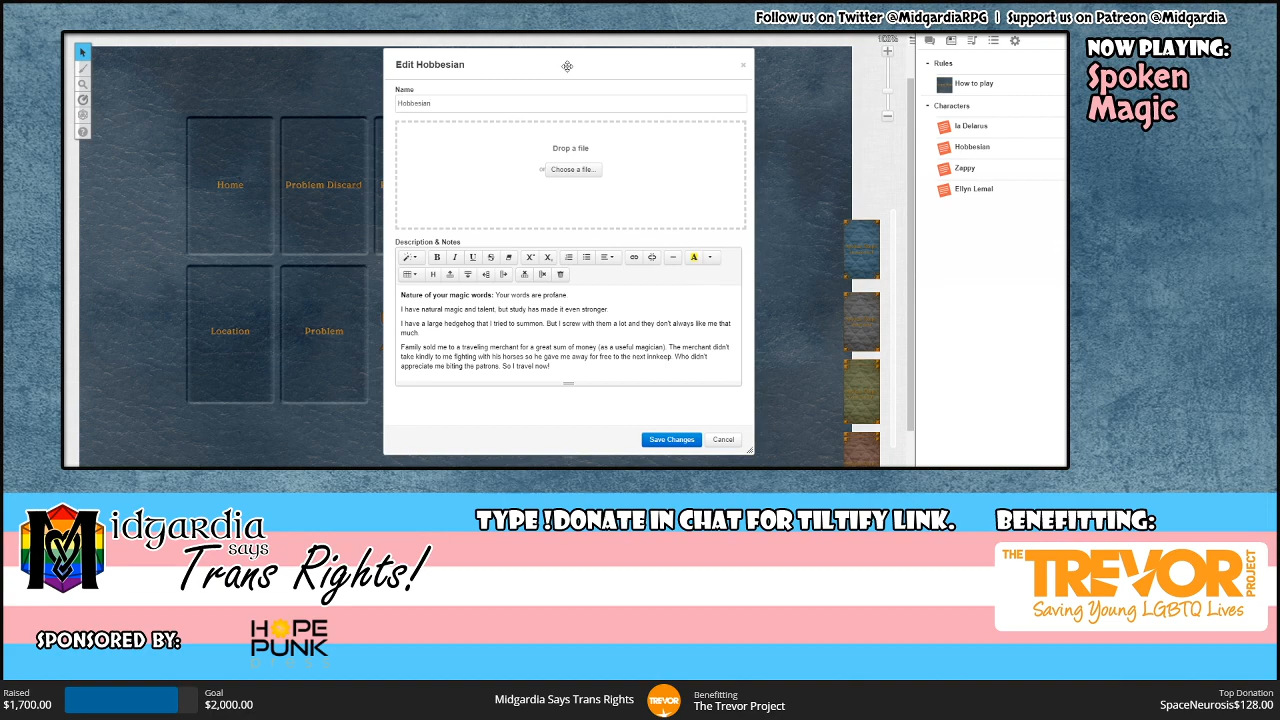 Follow us on Twitter @MidgardiaRPG | Support us on Patreon @Midgardia
NOW PLAYING:
Spoken
Magic
Edit Hobbesian
×
Name
Hobbesian
Drop a file
or Choose a file...
Description & Notes
B I U S
H
Nature of your magic words: Your words are profane
I have natural magic and talent, but study has made it even stronger.
I have a large hedgehog that I tried to summon. But I screw with them a lot and they don't always like me that
much.
Family sold me to a traveling merchant for a great sum of money (as a useful magician). The merchant didn't
take kindly to me fighting with his horses so he gave me away for free to the next innkeep. Who didn't
appreciate me biting the patrons. So I travel now!
Save Changes
Cancel
Home
Problem Discard
Location
Problem
100%
Rules
How to play
Characters
Ia Delarus
Hobbesian
Zappy
Ellyn Lemal
Midgardia
says
Trans Rights!
TYPE !DONATE IN CHAT FOR TILTIFY LINK.
BENEFITTING:
THE TREVOR PROJECT
Saving Young LGBTQ Lives
SPONSORED BY:
HOPE
PUNK
Raised
$1,700.00
Goal
$2,000.00
Midgardia Says Trans Rights
TREVOR
Benefitting
The Trevor Project
Top Donation
SpaceNeurosis$128.00